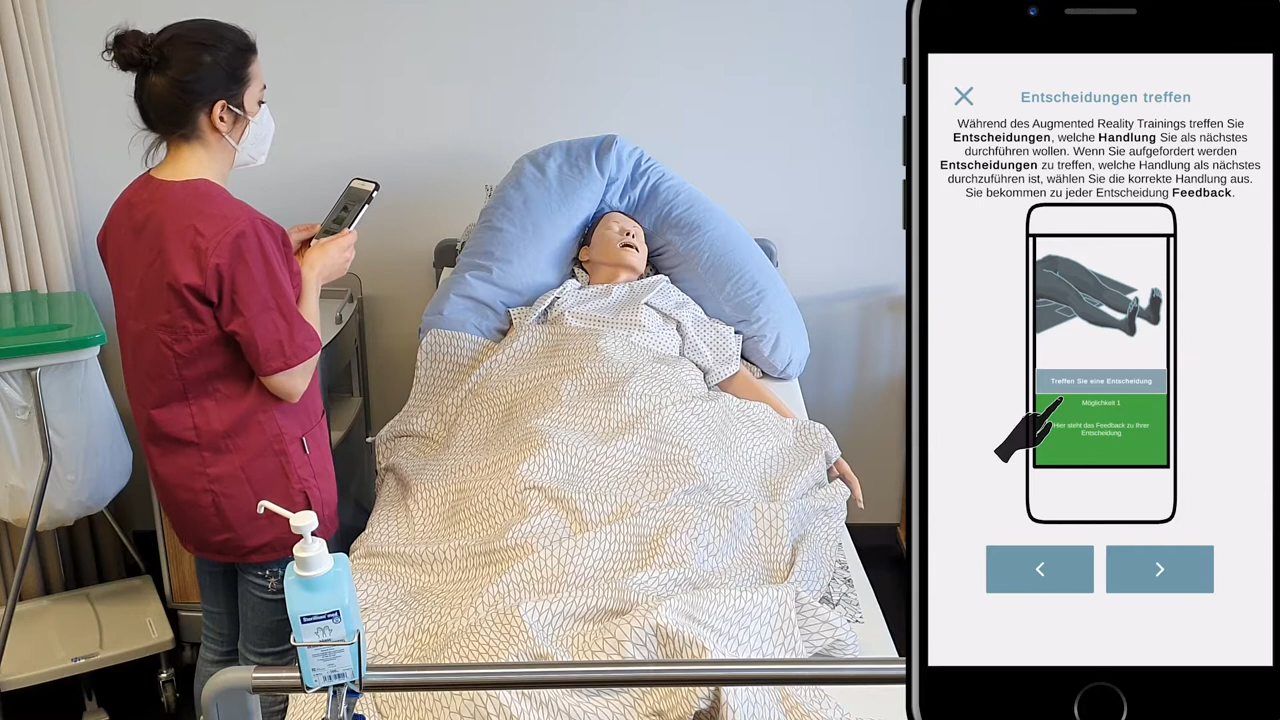 Entscheidungen treffen
Während des Augmented Reality Trainings treffen Sie
Entscheidungen, welche Handlung Sie als nächstes
durchführen wollen. Wenn Sie aufgefordert werden
Entscheidungen zu treffen, welche Handlung als nächstes
durchzuführen ist, wählen Sie die korrekte Handlung aus.
Sie bekommen zu jeder Entscheidung Feedback.
Treffen Sie eine Entscheidung
Möglichkeit 1
Hier steht das Feedback zu Ihrer
Entscheidung